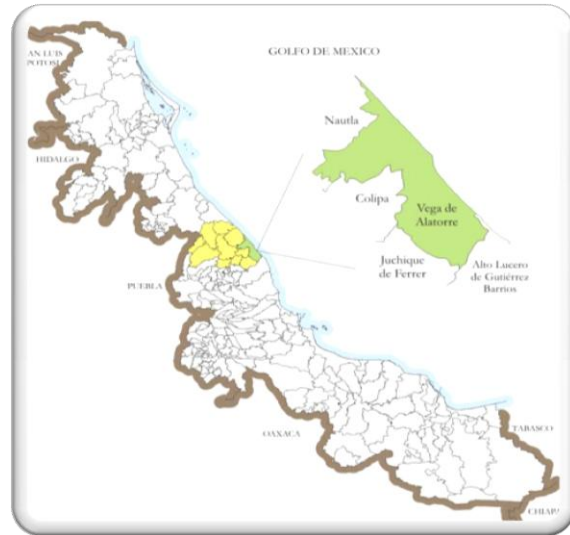 AN LUIS
POTOSI
GOLFO DE MEXICO
Nautla
HIDALGO
Colipa
Vega de
Alatorre
Juchique
de Ferrer
Alto Lucero
de Gutiérrez
Barrios
PUEBLA
OAXACA
TABASCO
CHIAPA